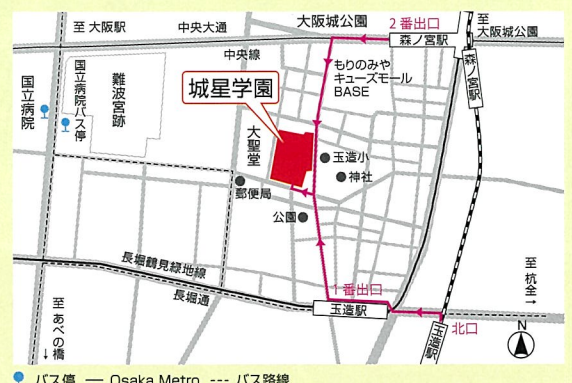 至 大阪駅
中央大通
大阪城公園
2番出口
至
大阪城公園
中央線
森ノ宮駅
森ノ宮駅
もりのみや
キューズモール
BASE
国立病院
国立病院バス停
難波宮跡
城星学園
大聖堂
玉造小
神社
郵便局
公園
長堀鶴見緑地線
長堀通
1番出口
玉造駅
北口
玉造駅
至 杭全→
至 あべの橋→
N
バス停 ― Osaka Metro --- バス路線